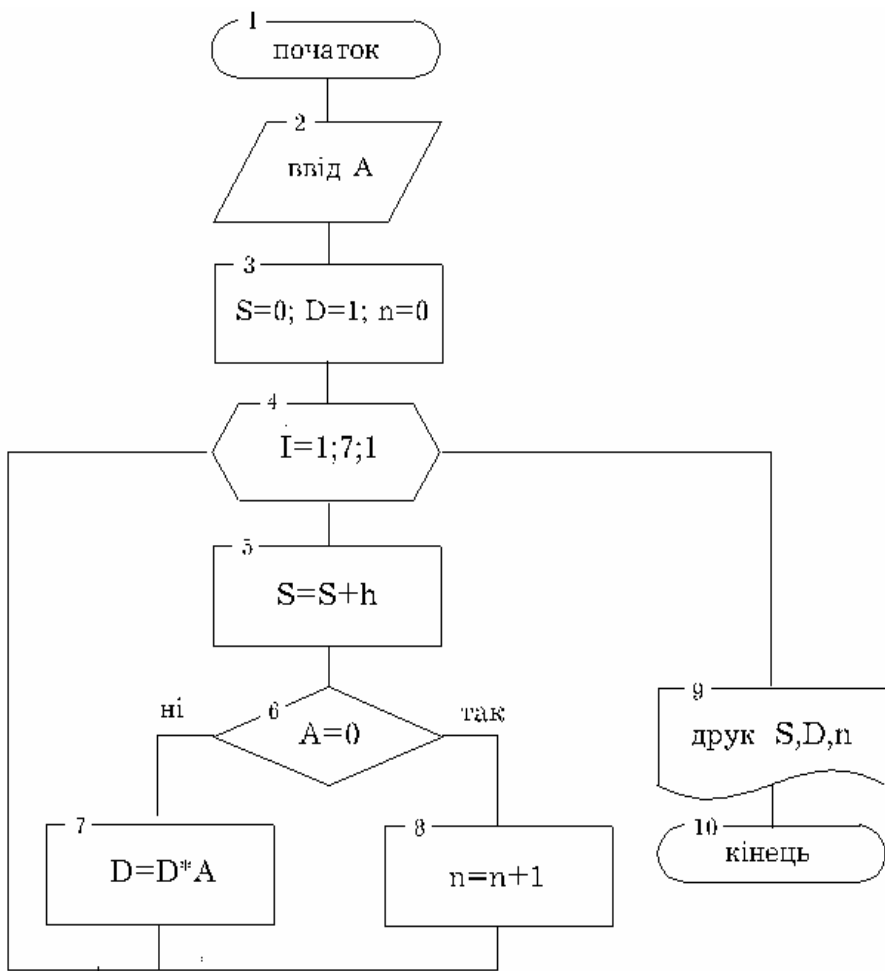 1
початок
2
ввід A
3
S=0; D=1; n=0
4
I=1;7;1
5
S=S+h
6
A=0
ні
так
7
D=D*A
8
n=n+1
9
друк S,D,n
10
кінець